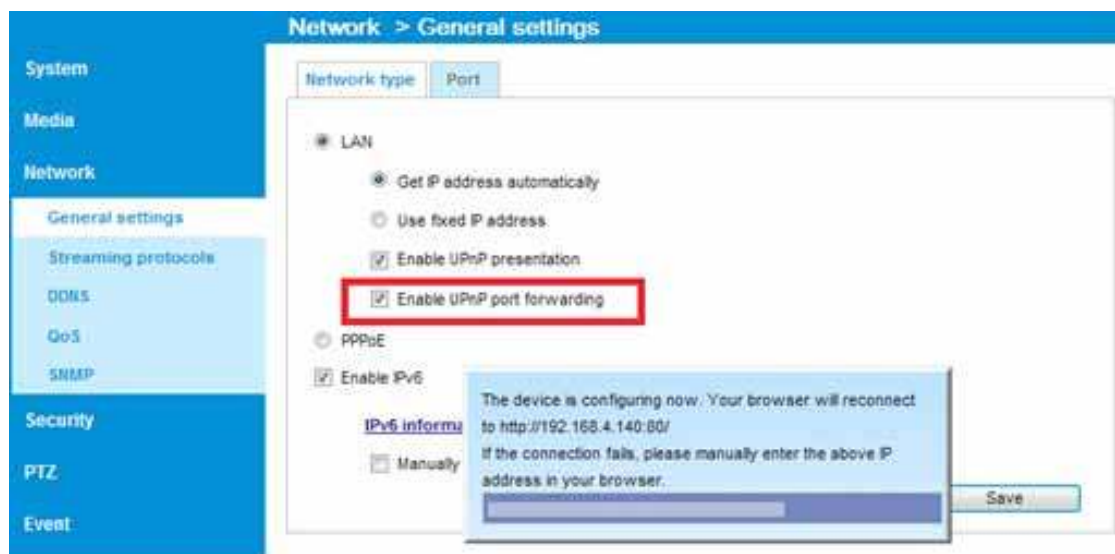 Network > General settings
System
Media
Network
General settings
Streaming protocols
DDNS
QoS
SNMP
Security
PTZ
Event
Network type
Port
LAN
Get IP address automatically
Use fixed IP address
Enable UPnP presentation
Enable UPnP port forwarding
PPPoE
Enable IPv6
IPv6 informa
Manually
The device is configuring now. Your browser will reconnect
to http://192.168.4.140:80/
If the connection fails, please manually enter the above IP
address in your browser.
Save